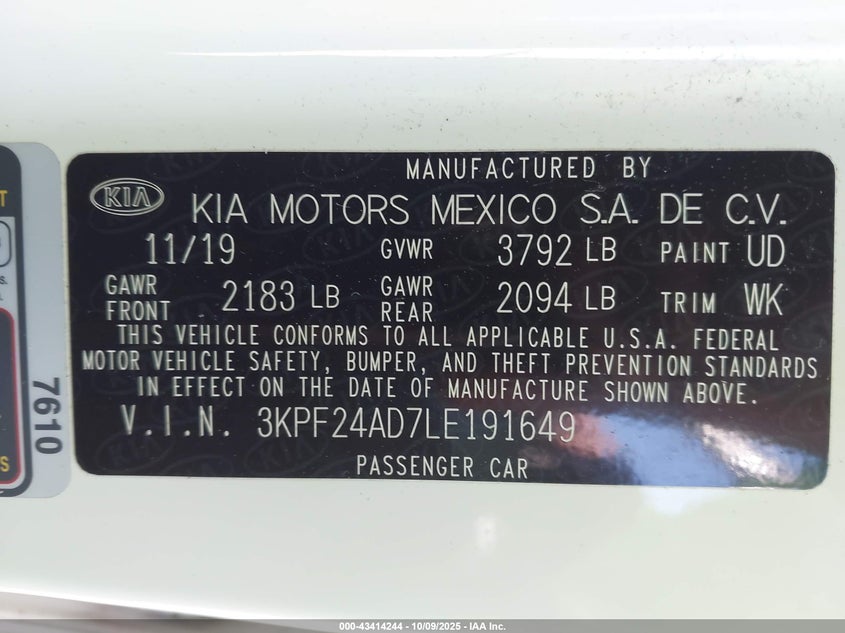 MANUFACTURED BY
KIA KIA MOTORS MEXICO S.A. DE C.V.
11/19 GVWR 3792 LB PAINT UD
GAWR FRONT 2183 LB GAWR REAR 2094 LB TRIM WK
THIS VEHICLE CONFORMS TO ALL APPLICABLE U.S.A. FEDERAL
MOTOR VEHICLE SAFETY, BUMPER, AND THEFT PREVENTION STANDARDS
IN EFFECT ON THE DATE OF MANUFACTURE SHOWN ABOVE.
V.I.N. 3KPF24AD7LE191649
PASSENGER CAR
7610
000-43414244 - 10/09/2025 - IAA Inc.